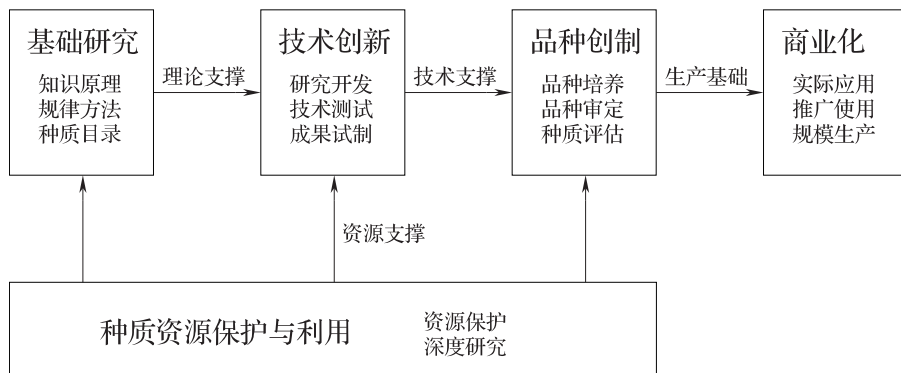 基础研究
知识原理
规律方法
种质目录
理论支撑
技术创新
研究开发
技术测试
成果试制
技术支撑
品种创制
品种培养
品种审定
种质评估
生产基础
商业化
实际应用
推广使用
规模生产
资源支撑
种质资源保护与利用
资源保护
深度研究